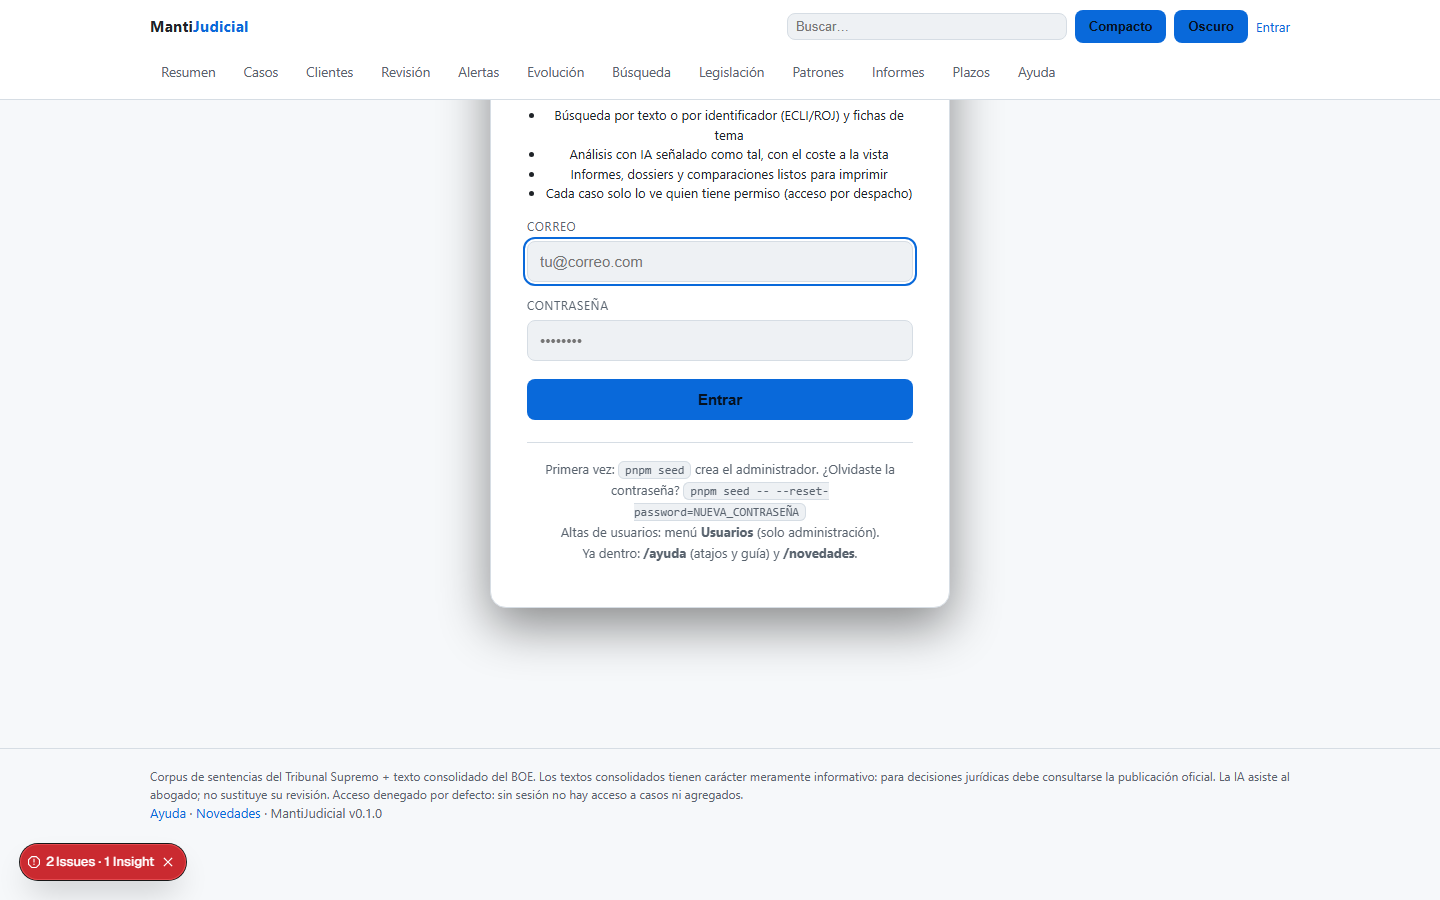 MantiJudicial
Buscar...
Compacto
Oscuro
Entrar
Resumen
Casos
Clientes
Revisión
Alertas
Evolución
Búsqueda
Legislación
Patrones
Informes
Plazos
Ayuda
• Búsqueda por texto o por identificador (ECLI/ROJ) y fichas de
tema
• Análisis con IA señalado como tal, con el coste a la vista
• Informes, dossiers y comparaciones listos para imprimir
• Cada caso solo lo ve quien tiene permiso (acceso por despacho)
CORREO
tu@correo.com
CONTRASEÑA
••••••••
Entrar
Primera vez: pnpm seed crea el administrador. ¿Olvidaste la
contraseña? pnpm seed -- --reset-
password=NUEVA_CONTRASEÑA
Altas de usuarios: menú Usuarios (solo administración).
Ya dentro: /ayuda (atajos y guía) y /novedades.
Corpus de sentencias del Tribunal Supremo + texto consolidado del BOE. Los textos consolidados tienen carácter meramente informativo: para decisiones jurídicas debe consultarse la publicación oficial. La IA asiste al
abogado; no sustituye su revisión. Acceso denegado por defecto: sin sesión no hay acceso a casos ni agregados.
Ayuda · Novedades · MantiJudicial v0.1.0
2 Issues · 1 Insight